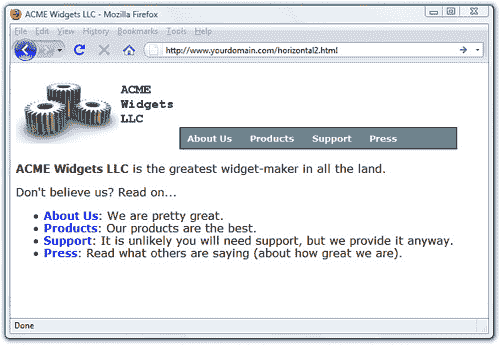 ACME Widgets LLC - Mozilla Firefox
File Edit View History Bookmarks Tools Help
http://www.yourdomain.com/horizontal2.html
ACME
Widgets
LLC
About Us Products Support Press
ACME Widgets LLC is the greatest widget-maker in all the land.
Don't believe us? Read on...
• About Us: We are pretty great.
• Products: Our products are the best.
• Support: It is unlikely you will need support, but we provide it anyway.
• Press: Read what others are saying (about how great we are).
Done